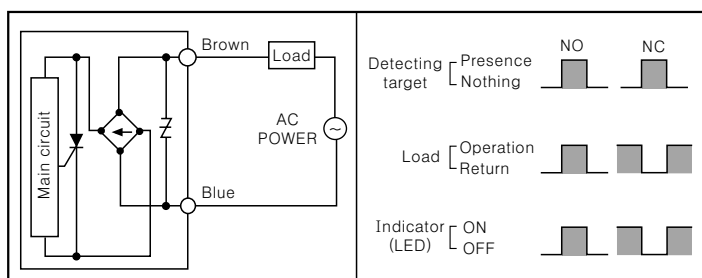 Main circuit
Brown
Load
AC
POWER
~
Blue
NO NC
Detecting
target
Presence
Nothing
Load
Operation
Return
Indicator
(LED)
ON
OFF